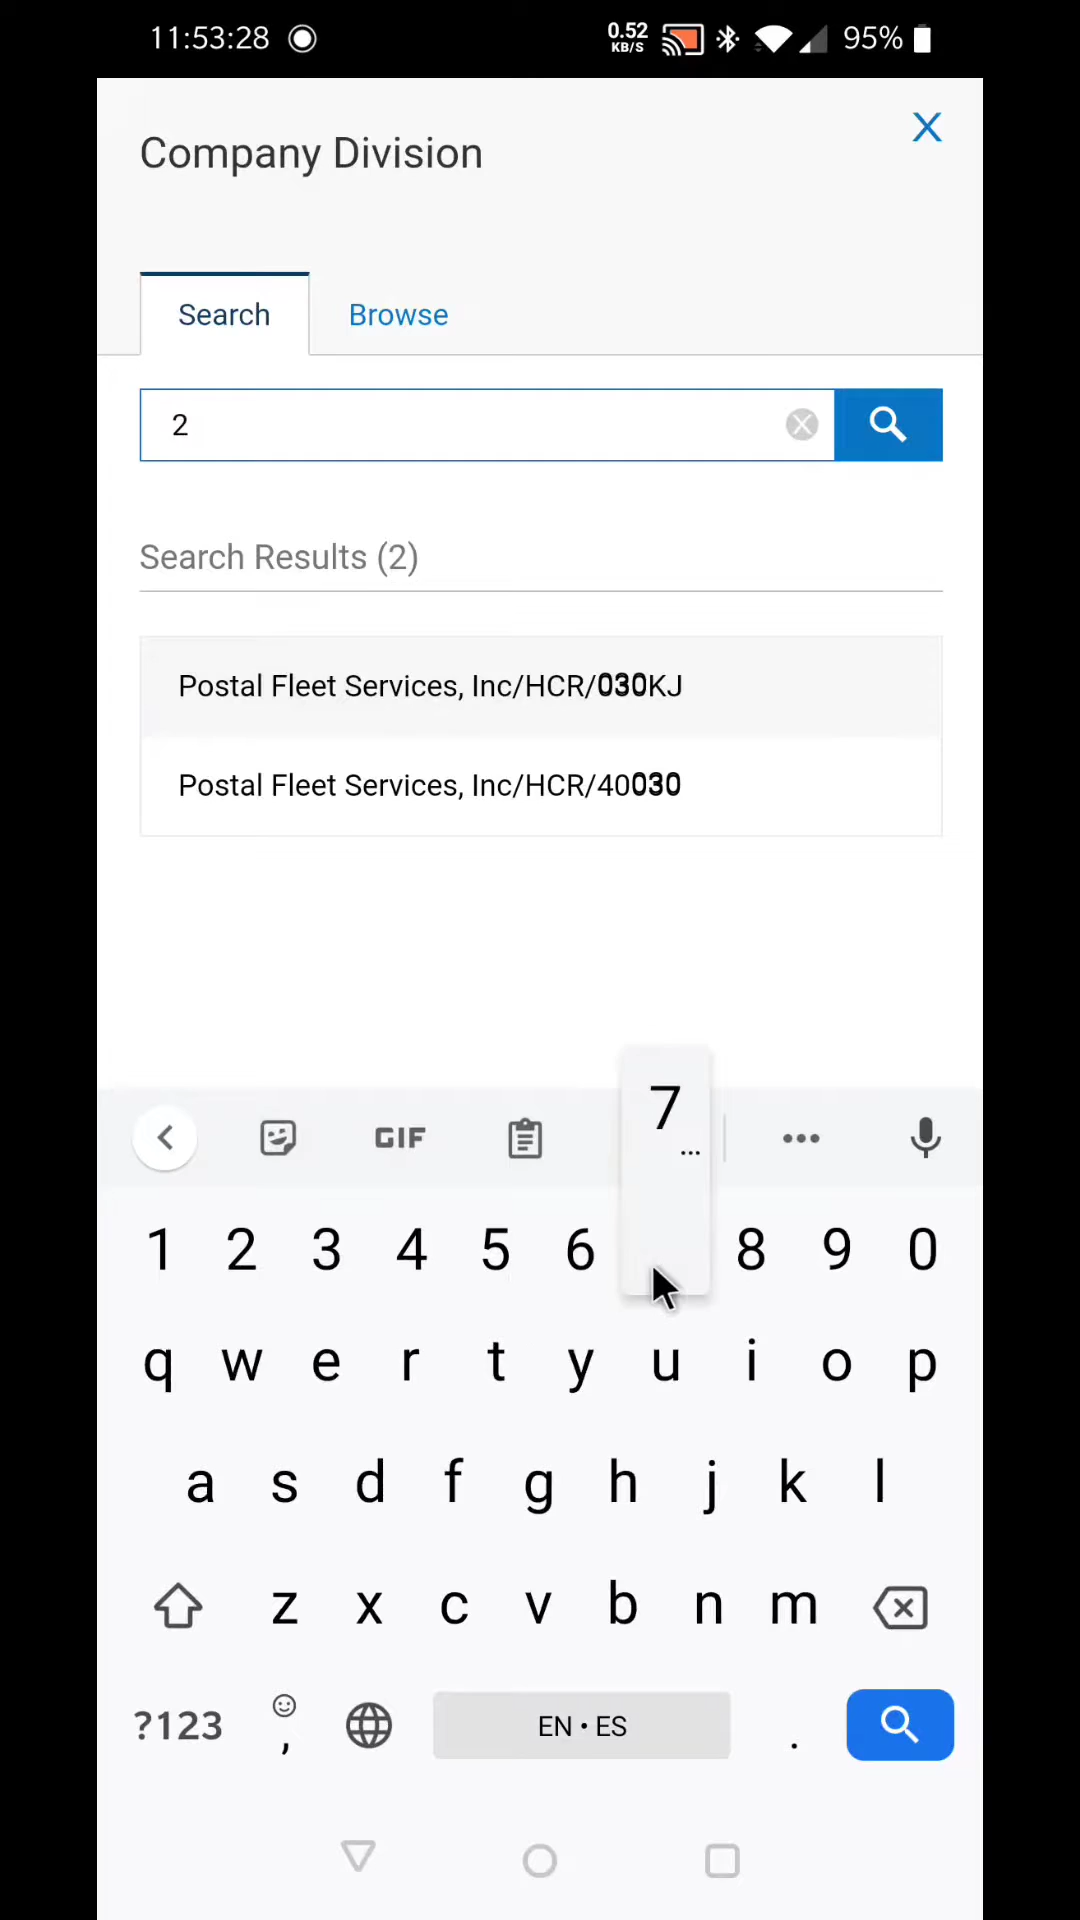 11:53:28 0.52 KB/S 95%
Company Division
X
Search Browse
2
Search Results (2)
Postal Fleet Services, Inc/HCR/030KJ
Postal Fleet Services, Inc/HCR/40030
GIF
7
...
1 2 3 4 5 6 8 9 0
q w e r t y u i o p
a s d f g h j k l
z x c v b n m
?123 , EN • ES .